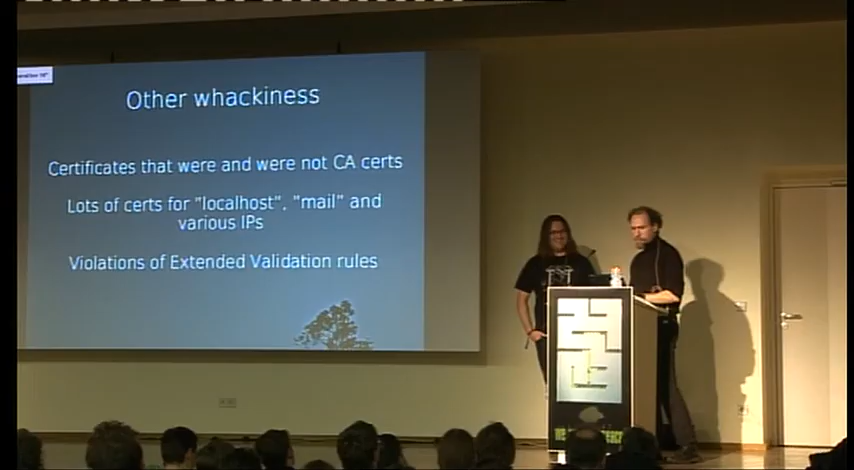 Other whackiness
Certificates that were and were not CA certs
Lots of certs for "localhost", "mail" and
various IPs
Violations of Extended Validation rules